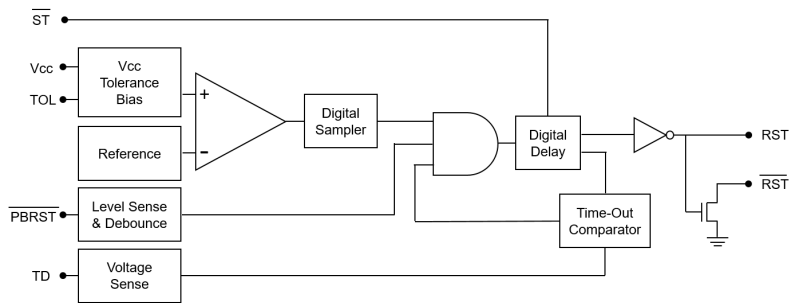 ST
Vcc
TOL
Vcc
Tolerance
Bias
+
-
Reference
Digital
Sampler
Digital
Delay
RST
RST
PBRST
Level Sense
& Debounce
Time-Out
Comparator
TD
Voltage
Sense